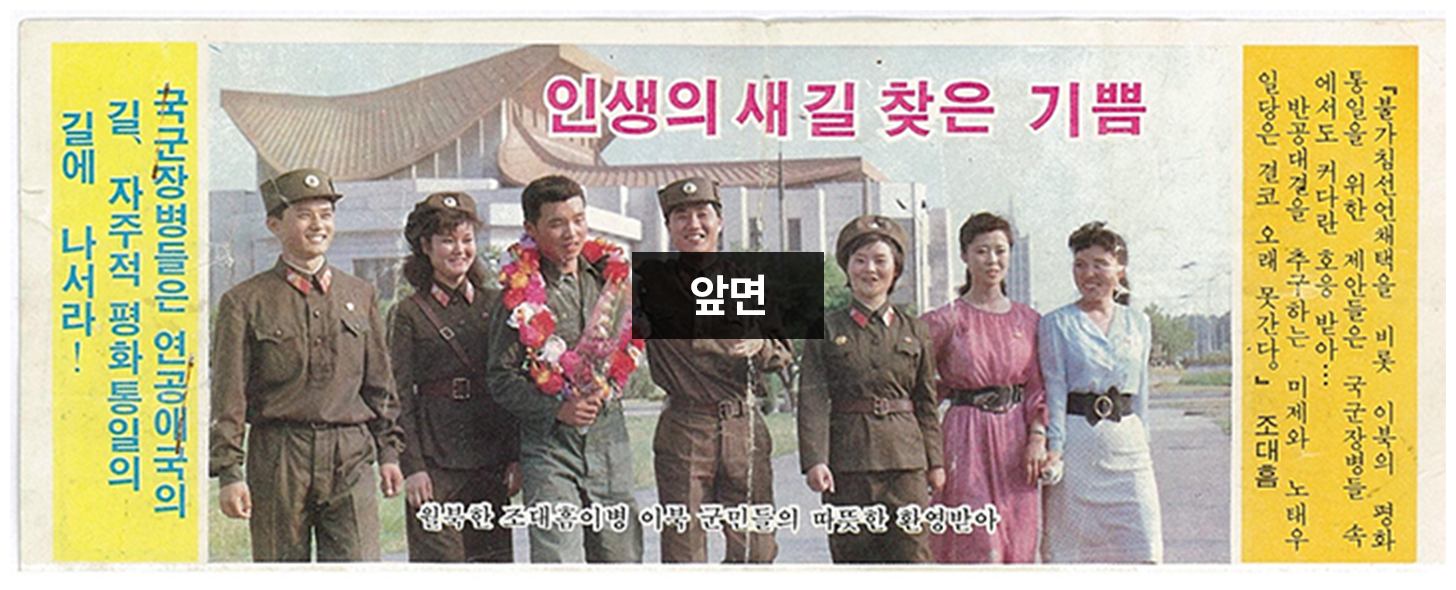 인생의 새길 찾은 기쁨
『불가침선언채택을 비롯 이북의 평화
통일을 위한 제안들은 국군장병들 속
에서도 커다란 호응 받아…
반공대결을 추구하는 미제와 노태우
일당은 결코 오래 못간다』 조대흠
앞면
월북한 조대흠이병 이북 군민들의 따뜻한 환영받아
국군장병들은 연공애국의
길, 자주적 평화통일의
길에 나서라!